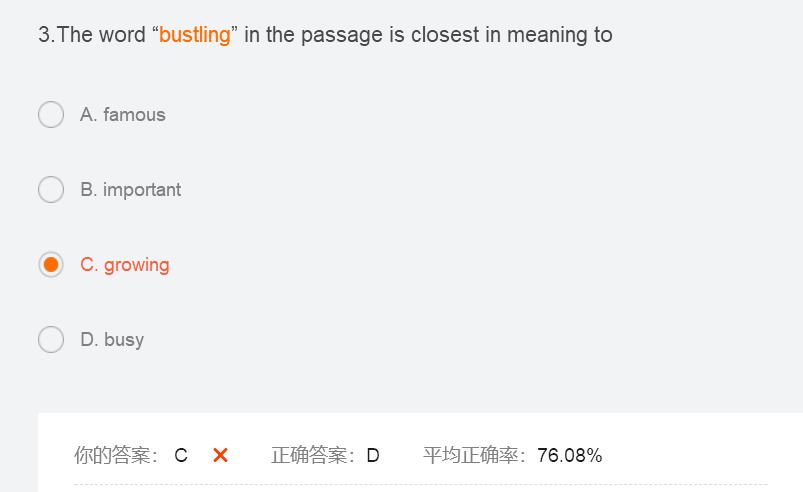 3.The word “bustling” in the passage is closest in meaning to
A. famous
B. important
C. growing
D. busy
你的答案： C ✕ 正确答案：D 平均正确率：76.08%